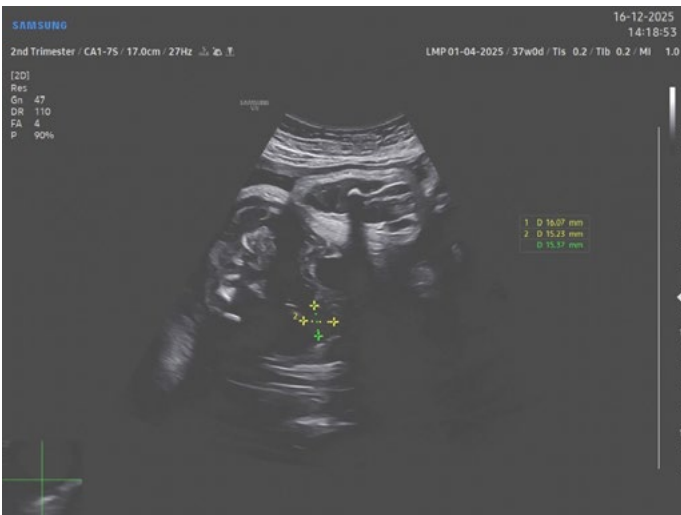 SAMSUNG
16-12-2025
14:18:53
2nd Trimester / CA1-7S / 17.0cm / 27Hz
LMP 01-04-2025 / 37w0d / TIs 0.2 / TIb 0.2 / MI 1.0
[2D]
Res
Gn 47
DR 110
FA 4
P 90%
SAMSUNG
1 D 16.07 mm
2 D 15.23 mm
D 15.37 mm
2